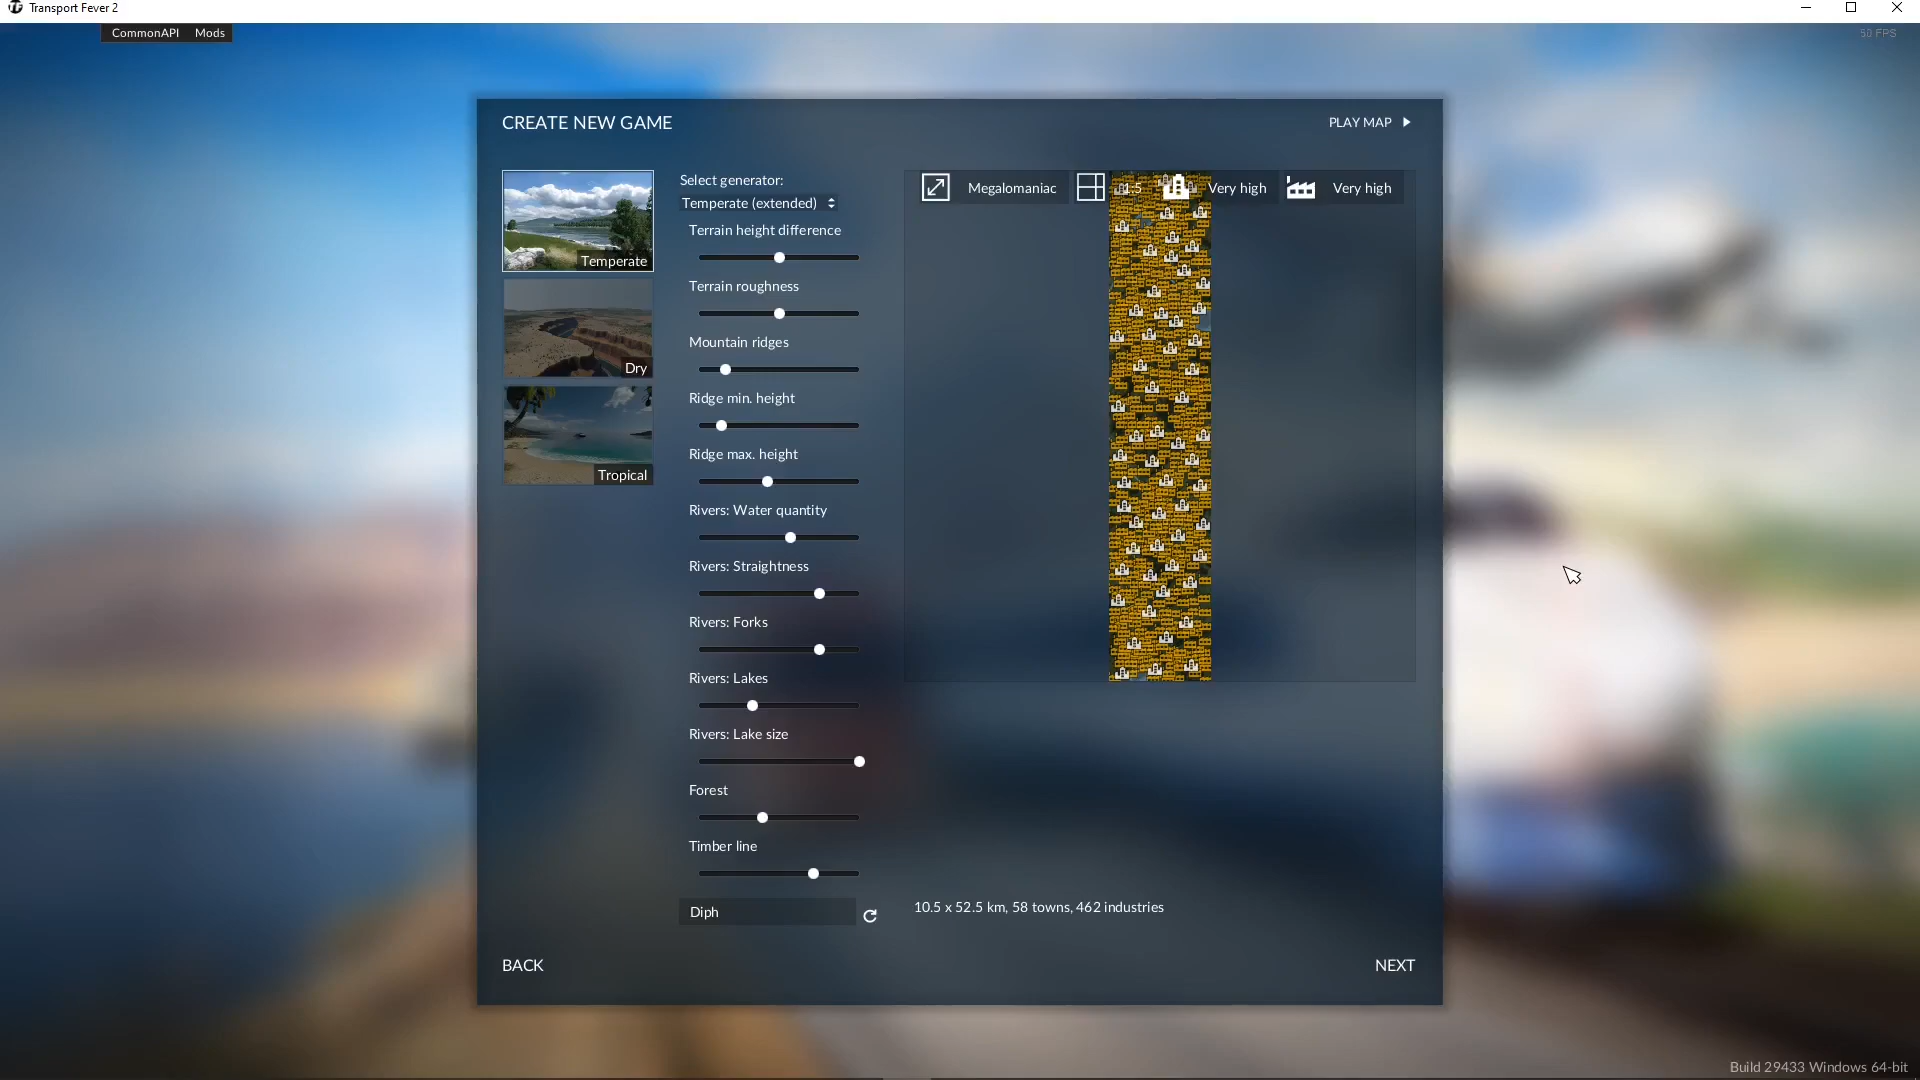 Transport Fever 2
CommonAPI Mods
50 FPS
CREATE NEW GAME
PLAY MAP
Temperate
Dry
Tropical
Select generator:
Temperate (extended)
Terrain height difference
Terrain roughness
Mountain ridges
Ridge min. height
Ridge max. height
Rivers: Water quantity
Rivers: Straightness
Rivers: Forks
Rivers: Lakes
Rivers: Lake size
Forest
Timber line
Diph
Megalomaniac
1:5
Very high
Very high
10.5 x 52.5 km, 58 towns, 462 industries
BACK
NEXT
Build 29433 Windows 64-bit